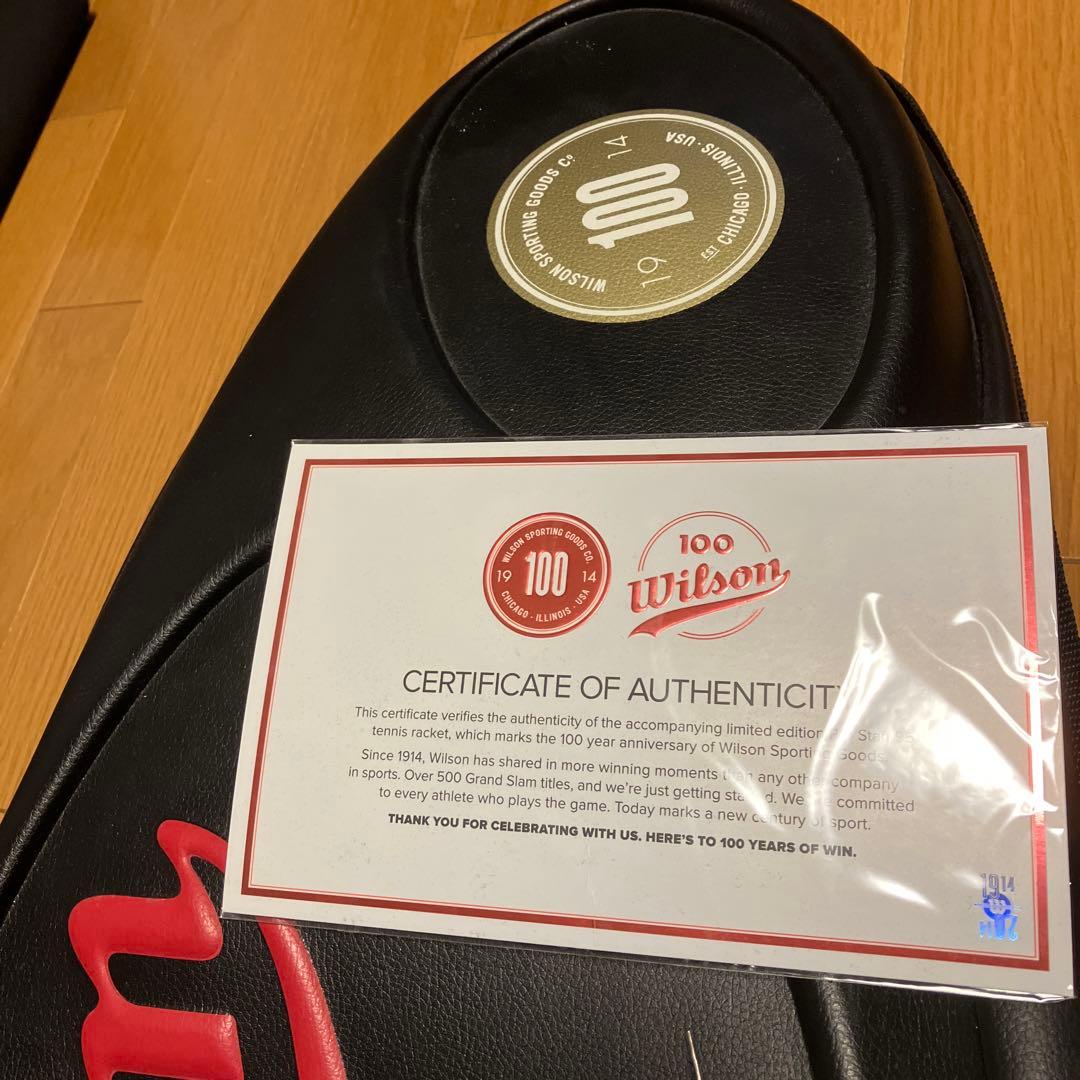 WILSON SPORTING GOODS Co
EST CHICAGO · ILLINOIS · USA
19 100 14
WILSON SPORTING GOODS CO.
19 100 14
CHICAGO · ILLINOIS · USA
100
Wilson
CERTIFICATE OF AUTHENTICITY
This certificate verifies the authenticity of the accompanying limited edition
tennis racket, which marks the 100 year anniversary of Wilson Sporting Goods.
Since 1914, Wilson has shared in more winning moments than any other company
in sports. Over 500 Grand Slam titles, and we're just getting started. We are committed
to every athlete who plays the game. Today marks a new century of sport.
THANK YOU FOR CELEBRATING WITH US. HERE'S TO 100 YEARS OF WIN.
1914
2014